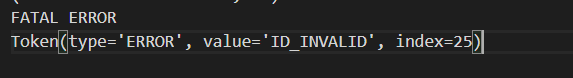 FATAL ERROR
Token(type='ERROR', value='ID_INVALID', index=25)